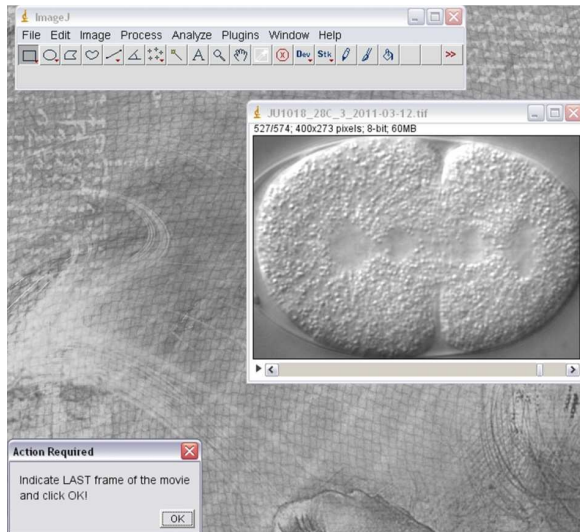 ImageJ
File Edit Image Process Analyze Plugins Window Help
A Dev Stk >>
JU1018_28C_3_2011-03-12.tif
527/574; 400x273 pixels; 8-bit; 60MB
Action Required
Indicate LAST frame of the movie
and click OK!
OK